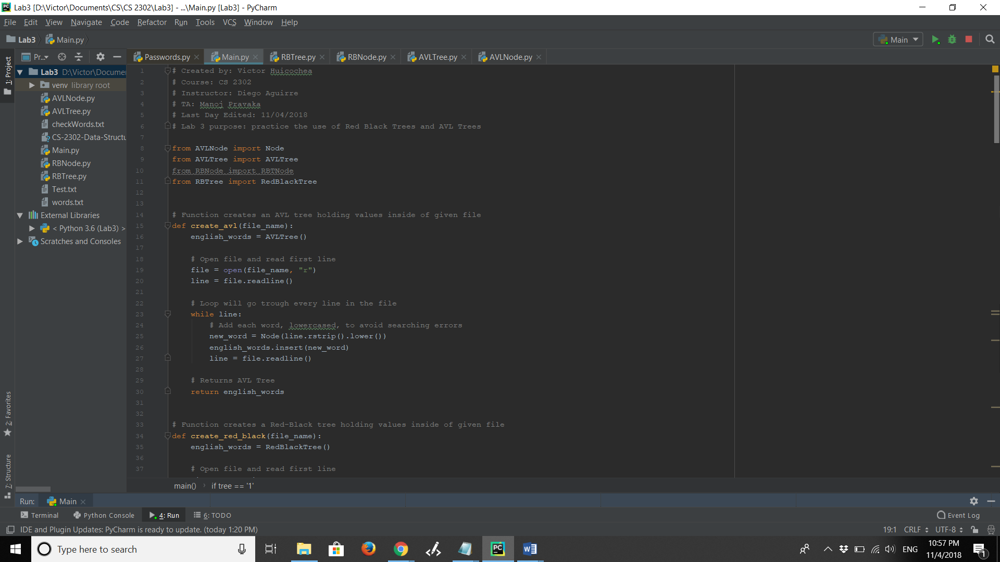 Lab3 [D:\Victor\Documents\CS\CS 2302\Lab3] - ...\Main.py [Lab3] - PyCharm
File Edit View Navigate Code Refactor Run Tools VCS Window Help
Lab3 Main.py Main
1: Project
Pr...
Passwords.py Main.py RBTree.py RBNode.py AVLTree.py AVLNode.py
Lab3 D:\Victor\Documer
venv library root
AVLNode.py
AVLTree.py
checkWords.txt
CS-2302-Data-Structu
Main.py
RBNode.py
RBTree.py
Test.txt
words.txt
External Libraries
< Python 3.6 (Lab3) >
Scratches and Consoles
2: Favorites
7: Structure
1 # Created by: Victor Huicochea
2 # Course: CS 2302
3 # Instructor: Diego Aguirre
4 # TA: Manoj Pravaka
5 # Last Day Edited: 11/04/2018
6 # Lab 3 purpose: practice the use of Red Black Trees and AVL Trees
7
8 from AVLNode import Node
9 from AVLTree import AVLTree
10 from RBNode import RBTNode
11 from RBTree import RedBlackTree
12
13
14 # Function creates an AVL tree holding values inside of given file
15 def create_avl(file_name):
16     english_words = AVLTree()
17
18     # Open file and read first line
19     file = open(file_name, "r")
20     line = file.readline()
21
22     # Loop will go trough every line in the file
23     while line:
24         # Add each word, lowercased, to avoid searching errors
25         new_word = Node(line.rstrip().lower())
26         english_words.insert(new_word)
27         line = file.readline()
28
29     # Returns AVL Tree
30     return english_words
31
32
33 # Function creates a Red-Black tree holding values inside of given file
34 def create_red_black(file_name):
35     english_words = RedBlackTree()
36
37     # Open file and read first line
main() if tree == '1'
Run: Main
Terminal Python Console 4: Run 6: TODO Event Log
IDE and Plugin Updates: PyCharm is ready to update. (today 1:20 PM) 19:1 CRLF UTF-8
Type here to search
ENG
10:57 PM
11/4/2018
1